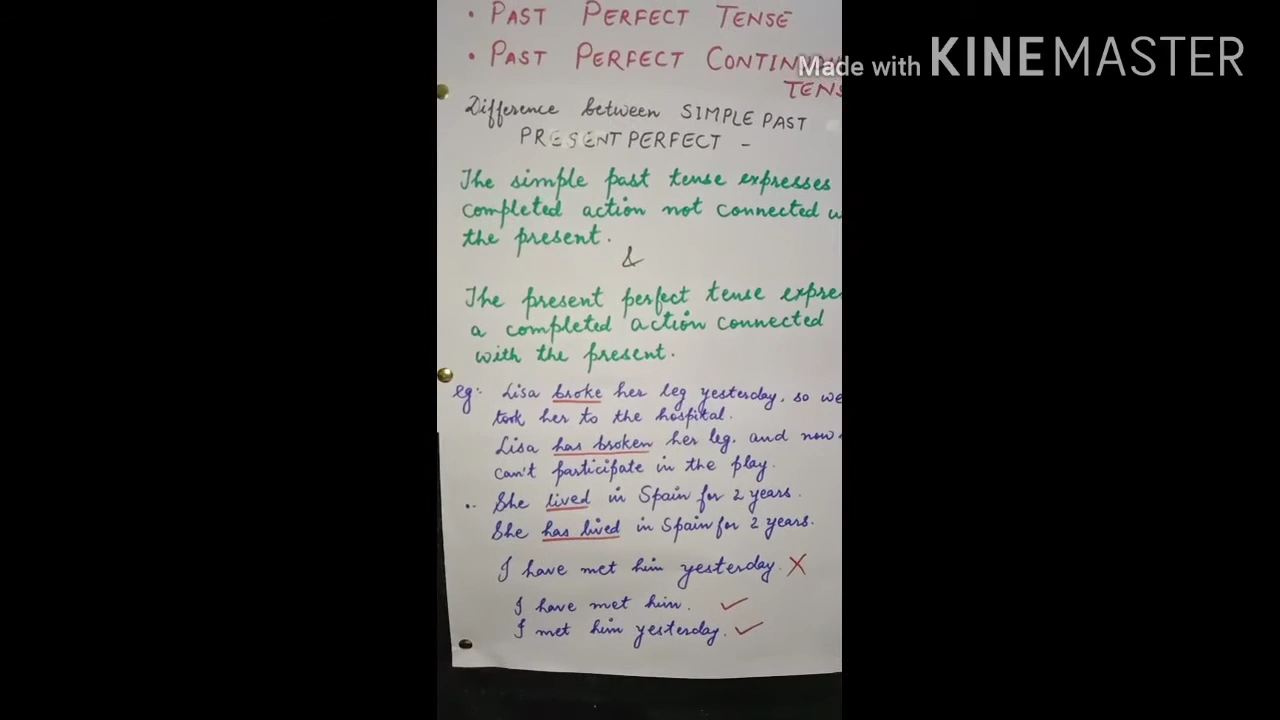 • PAST PERFECT TENSE
• PAST PERFECT
TENS
Made with KINEMASTER
Difference between SIMPLE PAST
PRESENT PERFECT -
The simple past tense expresses
completed action not connected w
the present.
&
The present perfect tense expre
a completed action connected
with the present.
eg:- Lisa broke her leg yesterday, so we
took her to the hospital.
Lisa has broken her leg. and now
can't participate in the play.
•. She lived in Spain for 2 years.
She has lived in Spain for 2 years.
I have met him yesterday. X
I have met him. ✓
I met him yesterday. ✓